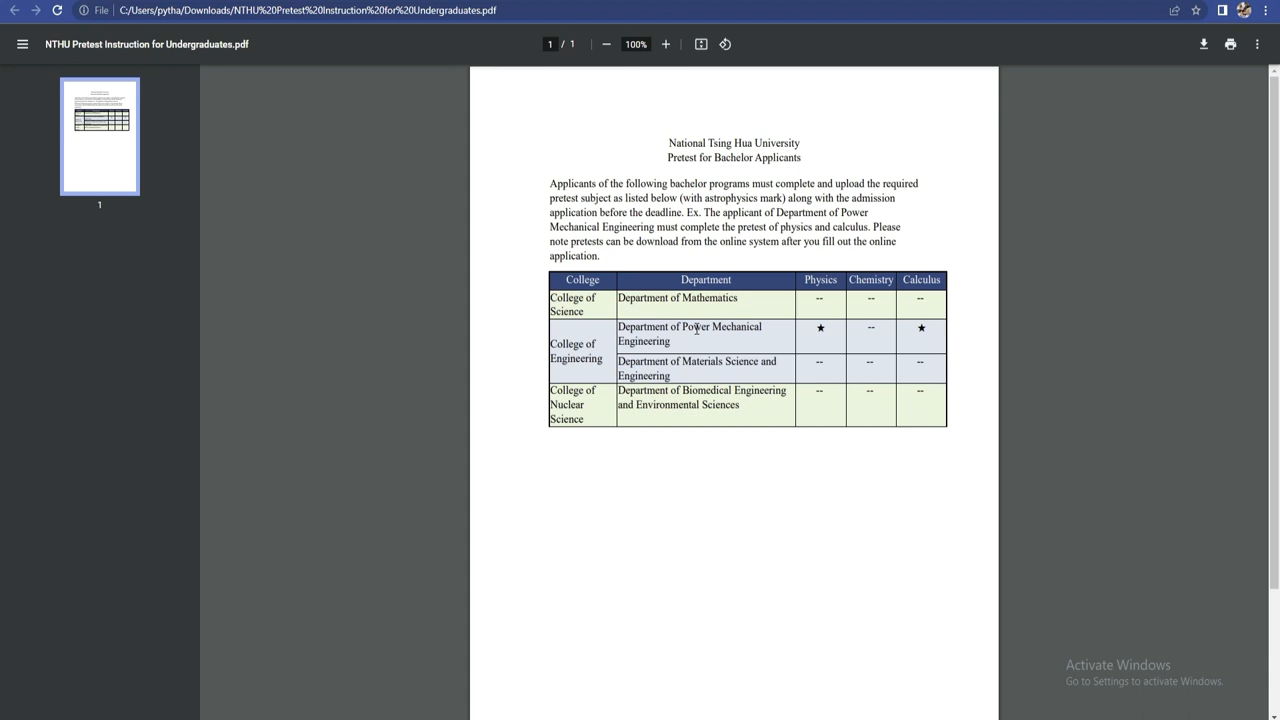 File
C:/Users/pytha/Downloads/NTHU%20Pretest%20Instruction%20for%20Undergraduates.pdf
NTHU Pretest Instruction for Undergraduates.pdf
1 / 1
100%
1
National Tsing Hua University
Pretest for Bachelor Applicants
Applicants of the following bachelor programs must complete and upload the required
pretest subject as listed below (with astrophysics mark) along with the admission
application before the deadline. Ex. The applicant of Department of Power
Mechanical Engineering must complete the pretest of physics and calculus. Please
note pretests can be download from the online system after you fill out the online
application.
College Department Physics Chemistry Calculus
College of Department of Mathematics -- -- --
Science
Department of Power Mechanical ★ -- ★
Engineering
College of
Engineering
Department of Materials Science and -- -- --
Engineering
College of Department of Biomedical Engineering -- -- --
Nuclear and Environmental Sciences
Science
Activate Windows
Go to Settings to activate Windows.